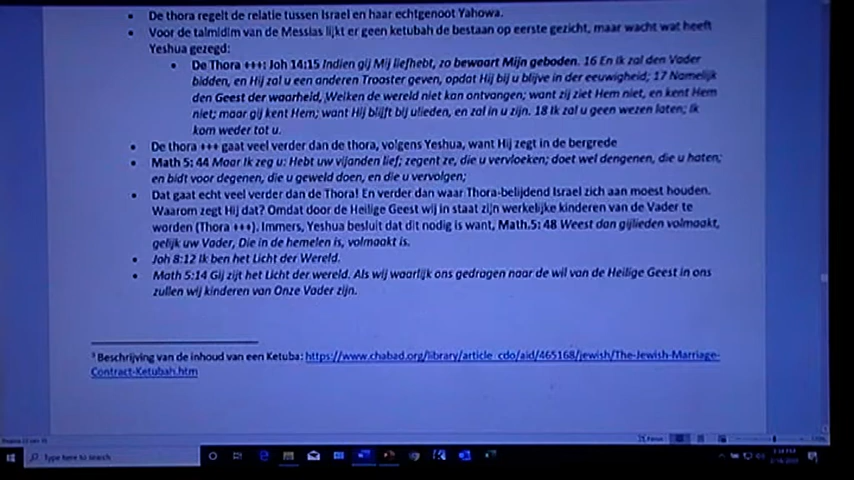 De thora regelt de relatie tussen Israel en haar echtgenoot Yahowa.
Voor de talmidim van de Messias lijkt er geen ketubah de bestaan op eerste gezicht, maar wacht wat heeft
Yeshua gezegd:
De Thora +++: Joh 14:15 Indien gij Mij liefhebt, zo bewaart Mijn geboden. 16 En Ik zal den Vader
bidden, en Hij zal u een anderen Trooster geven, opdat Hij bij u blijve in der eeuwigheid; 17 Namelijk
den Geest der waarheid, Welken de wereld niet kan ontvangen; want zij ziet Hem niet, en kent Hem
niet; maar gij kent Hem; want Hij blijft bij ulieden, en zal in u zijn. 18 Ik zal u geen wezen laten; Ik
kom weder tot u.
De thora +++ gaat veel verder dan de thora, volgens Yeshua, want Hij zegt in de bergrede
Math 5: 44 Maar Ik zeg u: Hebt uw vijanden lief; zegent ze, die u vervloeken; doet wel dengenen, die u haten;
en bidt voor degenen, die u geweld doen, en die u vervolgen;
Dat gaat echt veel verder dan de Thora! En verder dan waar Thora-belijdend Israel zich aan moest houden.
Waarom zegt Hij dat? Omdat door de Heilige Geest wij in staat zijn werkelijke kinderen van de Vader te
worden (Thora +++). Immers, Yeshua besluit dat dit nodig is want, Math.5: 48 Weest dan gijlieden volmaakt,
gelijk uw Vader, Die in de hemelen is, volmaakt is.
Joh 8:12 Ik ben het Licht der Wereld.
Math 5:14 Gij zijt het Licht der wereld. Als wij waarlijk ons gedragen naar de wil van de Heilige Geest in ons
zullen wij kinderen van Onze Vader zijn.
Beschrijving van de inhoud van een Ketuba: https://www.chabad.org/library/article_cdo/aid/465168/jewish/The-Jewish-Marriage-
Contract-Ketubah.htm
Focus
Type here to search